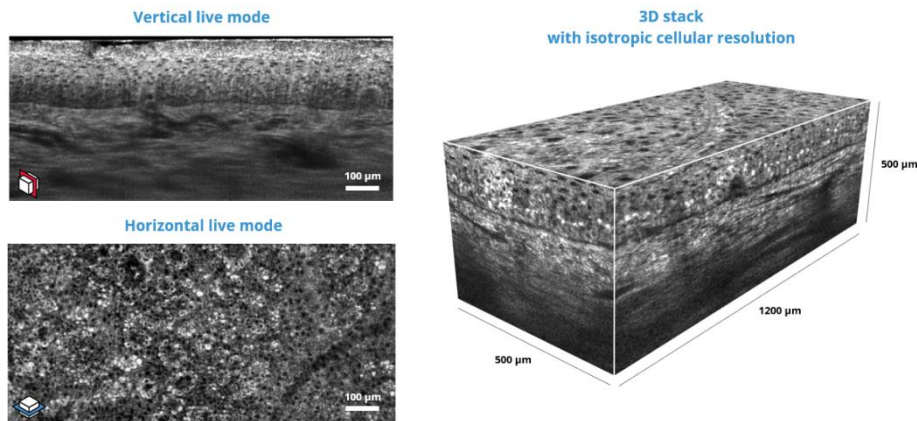 Vertical live mode
100 µm
Horizontal live mode
100 µm
3D stack
with isotropic cellular resolution
500 µm
1200 µm
500 µm